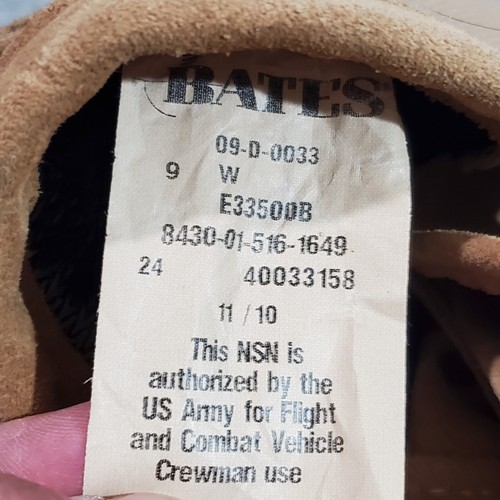 BATES
09-D-0033
9 W
E33500B
8430-01-516-1649
24 40033158
11 / 10
This NSN is
authorized by the
US Army for Flight
and Combat Vehicle
Crewman use